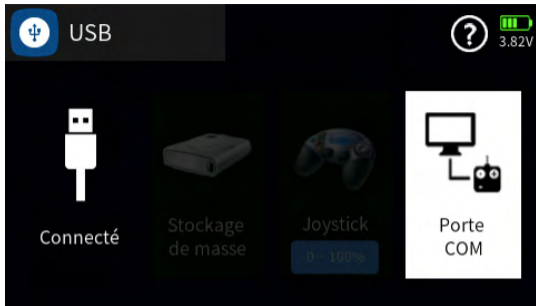 USB
?
3.82V
Connecté
Stockage
de masse
Joystick
0 - 100%
Porte
COM